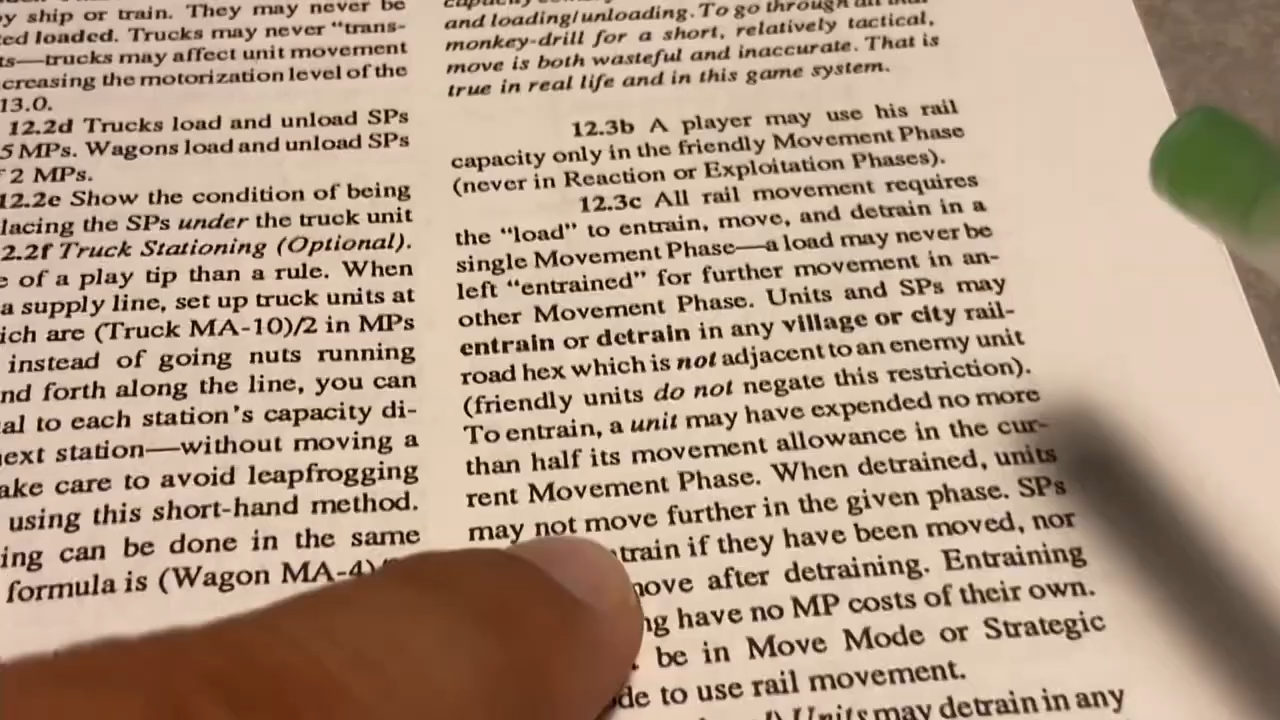 y ship or train. They may never be
ed loaded. Trucks may never "trans-
ts—trucks may affect unit movement
creasing the motorization level of the
13.0.
12.2d Trucks load and unload SPs
5 MPs. Wagons load and unload SPs
2 MPs.
12.2e Show the condition of being
lacing the SPs under the truck unit
2.2f Truck Stationing (Optional).
e of a play tip than a rule. When
a supply line, set up truck units at
ich are (Truck MA-10)/2 in MPs
instead of going nuts running
nd forth along the line, you can
al to each station's capacity di-
ext station—without moving a
ake care to avoid leapfrogging
using this short-hand method.
ing can be done in the same
formula is (Wagon MA-4)
and loading/unloading. To go through all that
monkey-drill for a short, relatively tactical,
move is both wasteful and inaccurate. That is
true in real life and in this game system.
12.3b A player may use his rail
capacity only in the friendly Movement Phase
(never in Reaction or Exploitation Phases).
12.3c All rail movement requires
the "load" to entrain, move, and detrain in a
single Movement Phase—a load may never be
left "entrained" for further movement in an-
other Movement Phase. Units and SPs may
entrain or detrain in any village or city rail-
road hex which is not adjacent to an enemy unit
(friendly units do not negate this restriction).
To entrain, a unit may have expended no more
than half its movement allowance in the cur-
rent Movement Phase. When detrained, units
may not move further in the given phase. SPs
train if they have been moved, nor
ove after detraining. Entraining
ng have no MP costs of their own.
be in Move Mode or Strategic
de to use rail movement.
Units may detrain in any